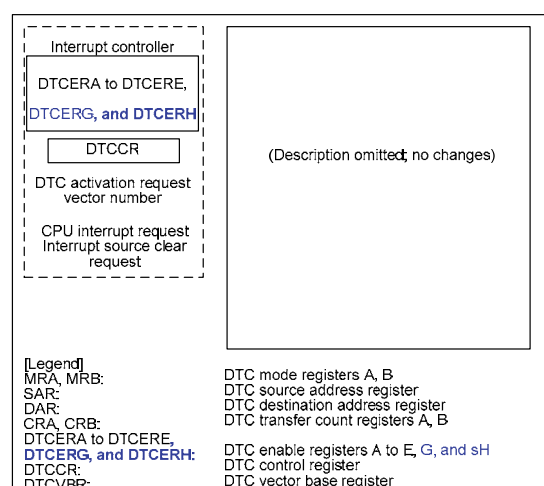 Interrupt controller
DTCERA to DTCERE,
DTCERG, and DTCERH
DTCCR
DTC activation request
vector number
CPU interrupt request
Interrupt source clear
request
(Description omitted; no changes)
[Legend]
MRA, MRB: DTC mode registers A, B
SAR: DTC source address register
DAR: DTC destination address register
CRA, CRB: DTC transfer count registers A, B
DTCERA to DTCERE,
DTCERG, and DTCERH: DTC enable registers A to E, G, and sH
DTCCR: DTC control register
DTCVBR: DTC vector base register